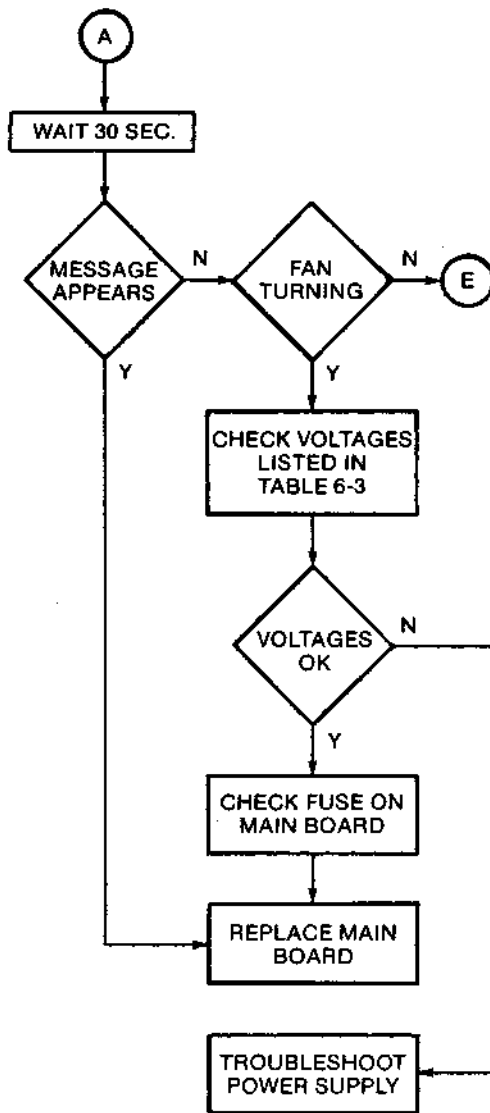 A
WAIT 30 SEC.
MESSAGE
APPEARS
N
Y
FAN
TURNING
N
E
Y
CHECK VOLTAGES
LISTED IN
TABLE 6-3
VOLTAGES
OK
N
Y
CHECK FUSE ON
MAIN BOARD
REPLACE MAIN
BOARD
TROUBLESHOOT
POWER SUPPLY